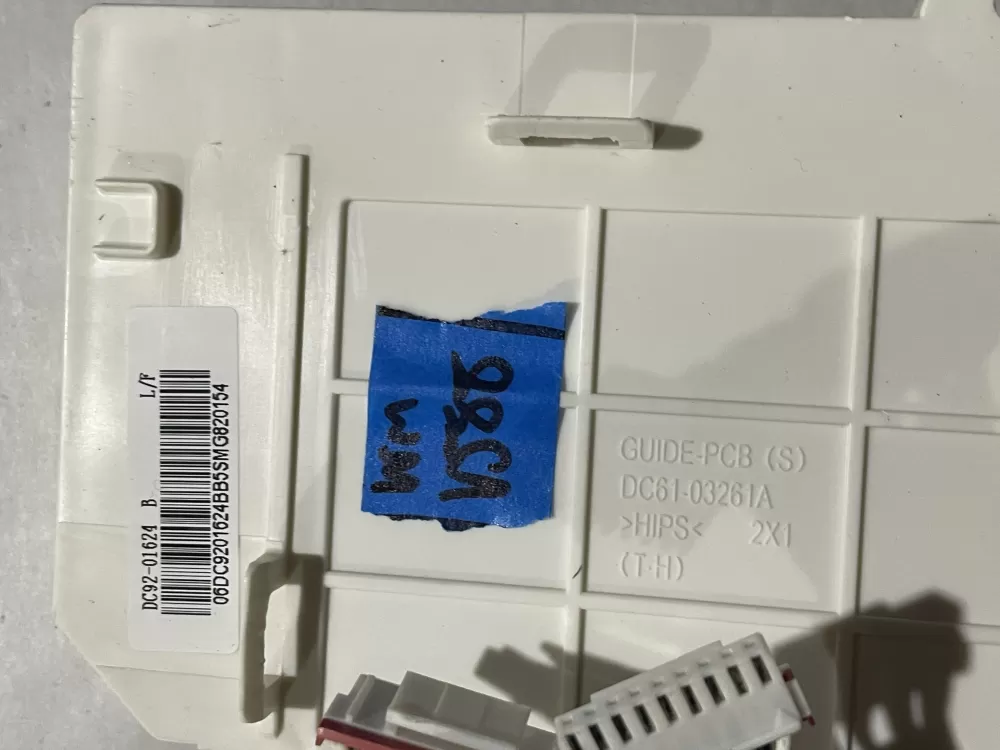 DC92-01624 B L/F
06DC9201624BB5SMG820154
GUIDE-PCB (S)
DC61-03261A
>HIPS< 2X1
(T·H)